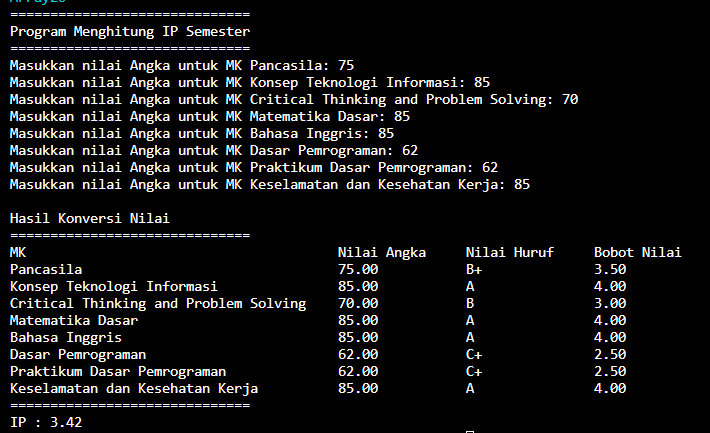 ==============================
Program Menghitung IP Semester
==============================
Masukkan nilai Angka untuk MK Pancasila: 75
Masukkan nilai Angka untuk MK Konsep Teknologi Informasi: 85
Masukkan nilai Angka untuk MK Critical Thinking and Problem Solving: 70
Masukkan nilai Angka untuk MK Matematika Dasar: 85
Masukkan nilai Angka untuk MK Bahasa Inggris: 85
Masukkan nilai Angka untuk MK Dasar Pemrograman: 62
Masukkan nilai Angka untuk MK Praktikum Dasar Pemrograman: 62
Masukkan nilai Angka untuk MK Keselamatan dan Kesehatan Kerja: 85
Hasil Konversi Nilai
==============================
MK Nilai Angka Nilai Huruf Bobot Nilai
Pancasila 75.00 B+ 3.50
Konsep Teknologi Informasi 85.00 A 4.00
Critical Thinking and Problem Solving 70.00 B 3.00
Matematika Dasar 85.00 A 4.00
Bahasa Inggris 85.00 A 4.00
Dasar Pemrograman 62.00 C+ 2.50
Praktikum Dasar Pemrograman 62.00 C+ 2.50
Keselamatan dan Kesehatan Kerja 85.00 A 4.00
==============================
IP : 3.42